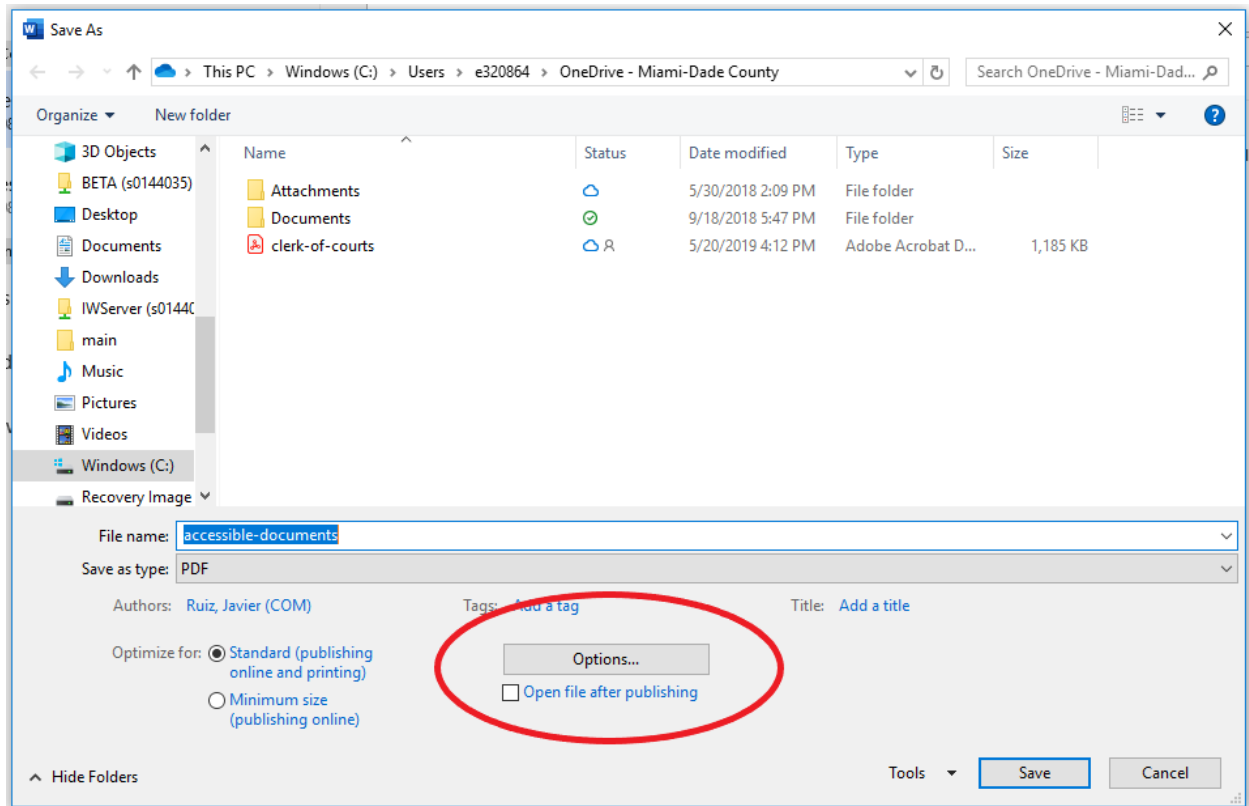 Save As
This PC > Windows (C:) > Users > e320864 > OneDrive - Miami-Dade County
Search OneDrive - Miami-Dad...
Organize
New folder
Name Status Date modified Type Size
3D Objects
BETA (s0144035)
Desktop
Documents
Downloads
IWServer (s01440
main
Music
Pictures
Videos
Windows (C:)
Recovery Image
Attachments 5/30/2018 2:09 PM File folder
Documents 9/18/2018 5:47 PM File folder
clerk-of-courts 5/20/2019 4:12 PM Adobe Acrobat D... 1,185 KB
File name: accessible-documents
Save as type: PDF
Authors: Ruiz, Javier (COM) Tags: Add a tag Title: Add a title
Optimize for: Standard (publishing
online and printing)
Minimum size
(publishing online)
Options...
Open file after publishing
Hide Folders
Tools Save Cancel